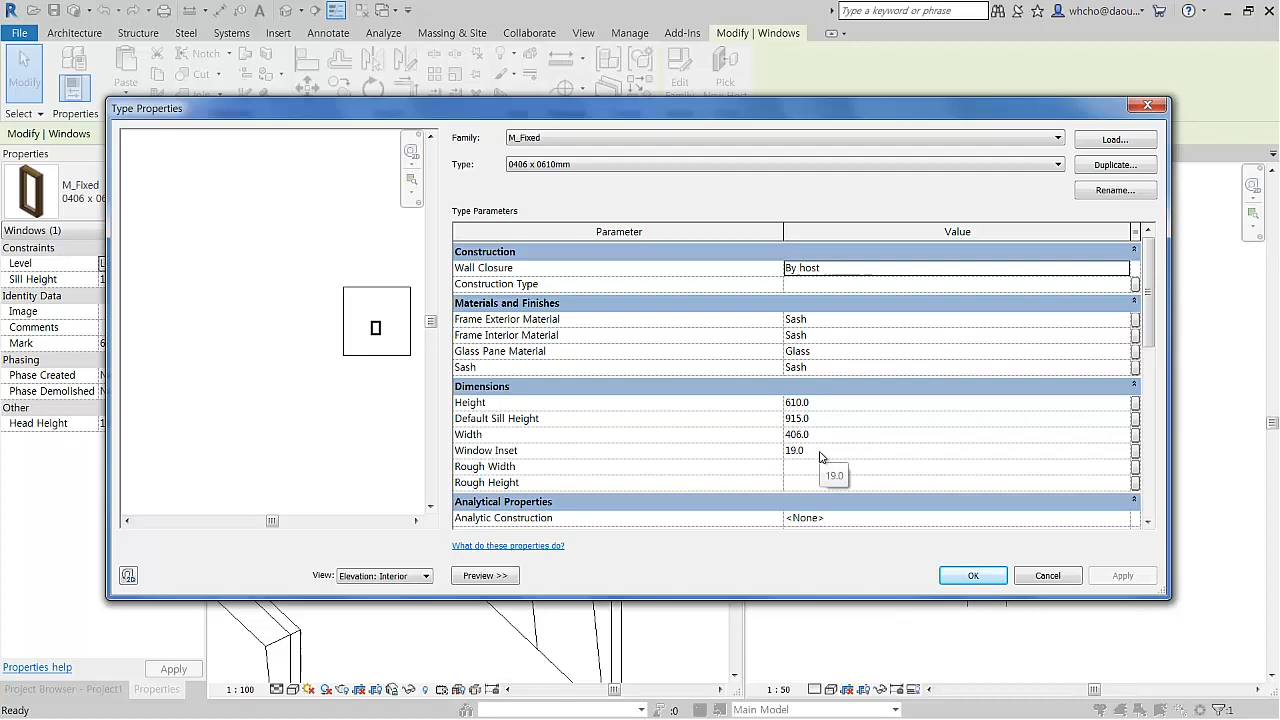 Type a keyword or phrase
whcho@daou...
File Architecture Structure Steel Systems Insert Annotate Analyze Massing & Site Collaborate View Manage Add-Ins Modify | Windows
Modify
Notch
Cut
Paste
Edit
Pick
Select Properties
Type Properties
Modify | Windows
Properties
M_Fixed
0406 x 06
Windows (1)
Constraints
Level
Sill Height
Identity Data
Image
Comments
Mark 6
Phasing
Phase Created
Phase Demolished
Other
Head Height
Properties help
Apply
Project Browser - Project1 Properties
Family: M_Fixed Load...
Type: 0406 x 0610mm Duplicate...
Rename...
Type Parameters
Parameter Value =
Construction
Wall Closure By host
Construction Type
Materials and Finishes
Frame Exterior Material Sash
Frame Interior Material Sash
Glass Pane Material Glass
Sash Sash
Dimensions
Height 610.0
Default Sill Height 915.0
Width 406.0
Window Inset 19.0
19.0
Rough Width
Rough Height
Analytical Properties
Analytic Construction <None>
What do these properties do?
View: Elevation: Interior Preview >> OK Cancel Apply
1 : 100
1 : 50
Ready
:0
Main Model
:1